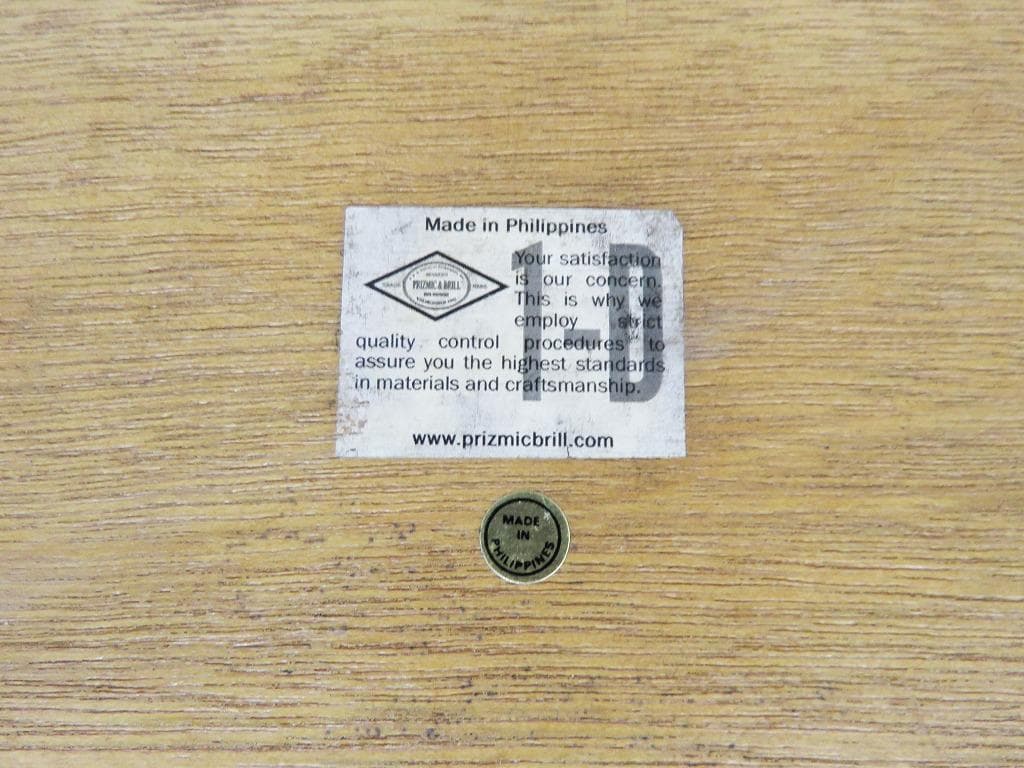 Made in Philippines
PRIZMIC & BRILL
Your satisfaction
is our concern.
This is why we
employ strict
quality control procedures to
assure you the highest standards
in materials and craftsmanship.
1-D
www.prizmicbrill.com
MADE
IN
PHILIPPINES